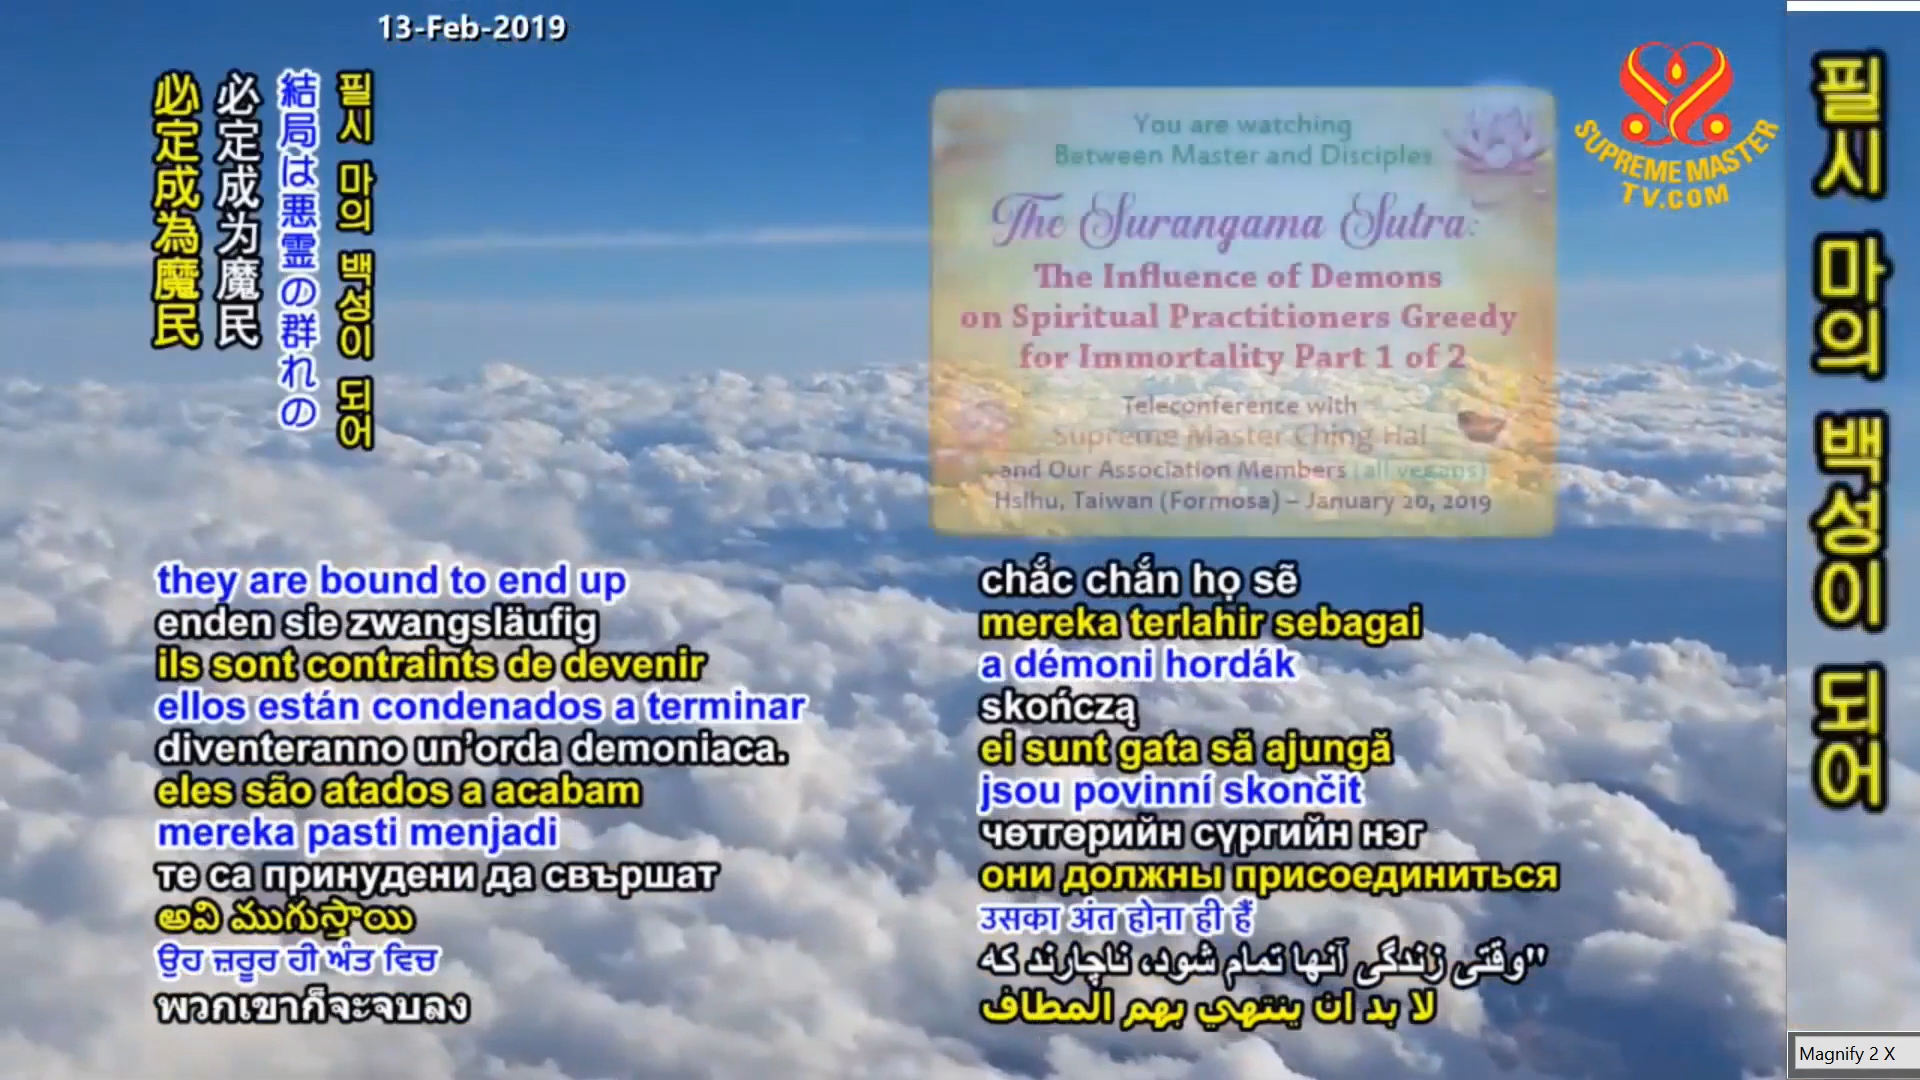 13-Feb-2019
必定成為魔民
必定成为魔民
結局は悪霊の群れの
필시 마의 백성이 되어
You are watching
Between Master and Disciples
The Surangama Sutra:
The Influence of Demons
on Spiritual Practitioners Greedy
for Immortality Part 1 of 2
Teleconference with
Supreme Master Ching Hai
and Our Association Members (all vegans)
Hsihu, Taiwan (Formosa) – January 20, 2019
SUPREME MASTER
TV.COM
필시 마의 백성이 되어
they are bound to end up
enden sie zwangsläufig
ils sont contraints de devenir
ellos están condenados a terminar
diventeranno un'orda demoniaca.
eles são atados a acabam
mereka pasti menjadi
те са принудени да свършат
అవి ముగుస్తాయి
ਉਹ ਜ਼ਰੂਰ ਹੀ ਅੰਤ ਵਿਚ
พวกเขาก็จะจบลง
chắc chắn họ sẽ
mereka terlahir sebagai
a démoni hordák
skończą
ei sunt gata să ajungă
jsou povinní skončit
чөтгөрийн сүргийн нэг
они должны присоединиться
उसका अंत होना ही हैं
"وقتی زندگی آنها تمام شود، ناچارند که
لا بد ان ينتهي بهم المطاف
Magnify 2 X